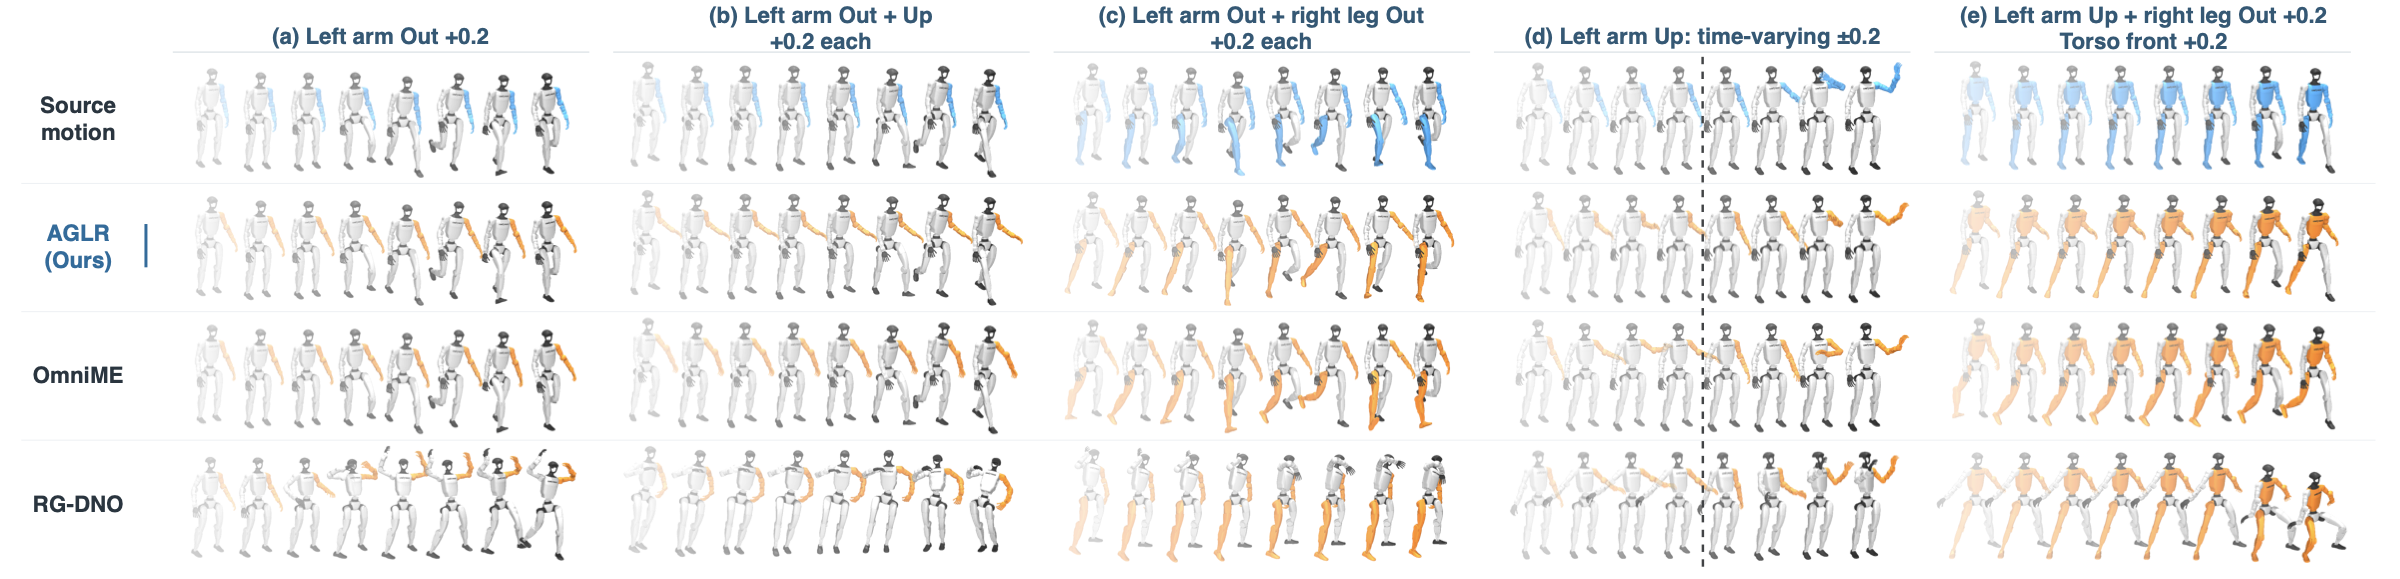 (a) Left arm Out +0.2
(b) Left arm Out + Up
+0.2 each
(c) Left arm Out + right leg Out
+0.2 each
(d) Left arm Up: time-varying ±0.2
(e) Left arm Up + right leg Out +0.2
Torso front +0.2
Source
motion
AGLR
(Ours)
OmniME
RG-DNO